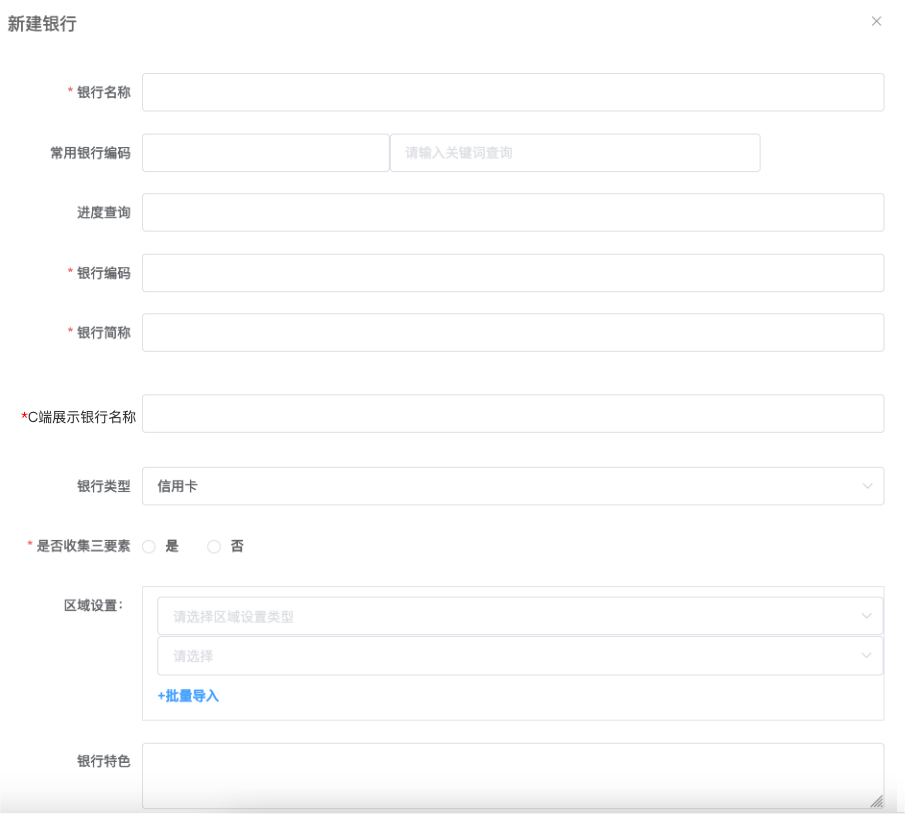 新建银行
* 银行名称
常用银行编码 请输入关键词查询
进度查询
* 银行编码
* 银行简称
*C端展示银行名称
银行类型 信用卡
* 是否收集三要素 是 否
区域设置： 请选择区域设置类型
请选择
+批量导入
银行特色